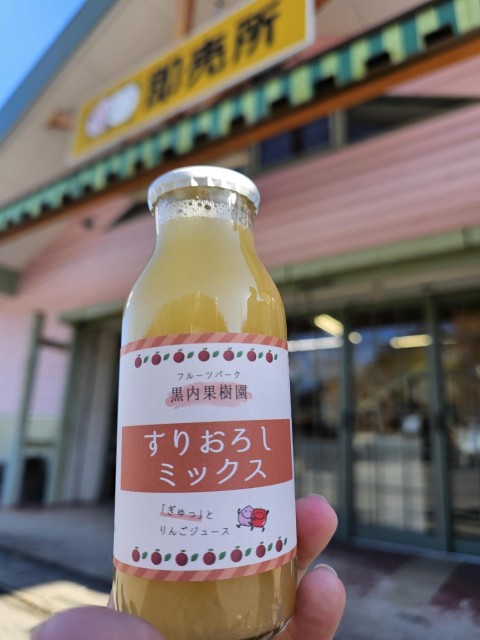 即売所
フルーツパーク
黒内果樹園
すりおろし
ミックス
「ぎゅっ」と
りんごジュース